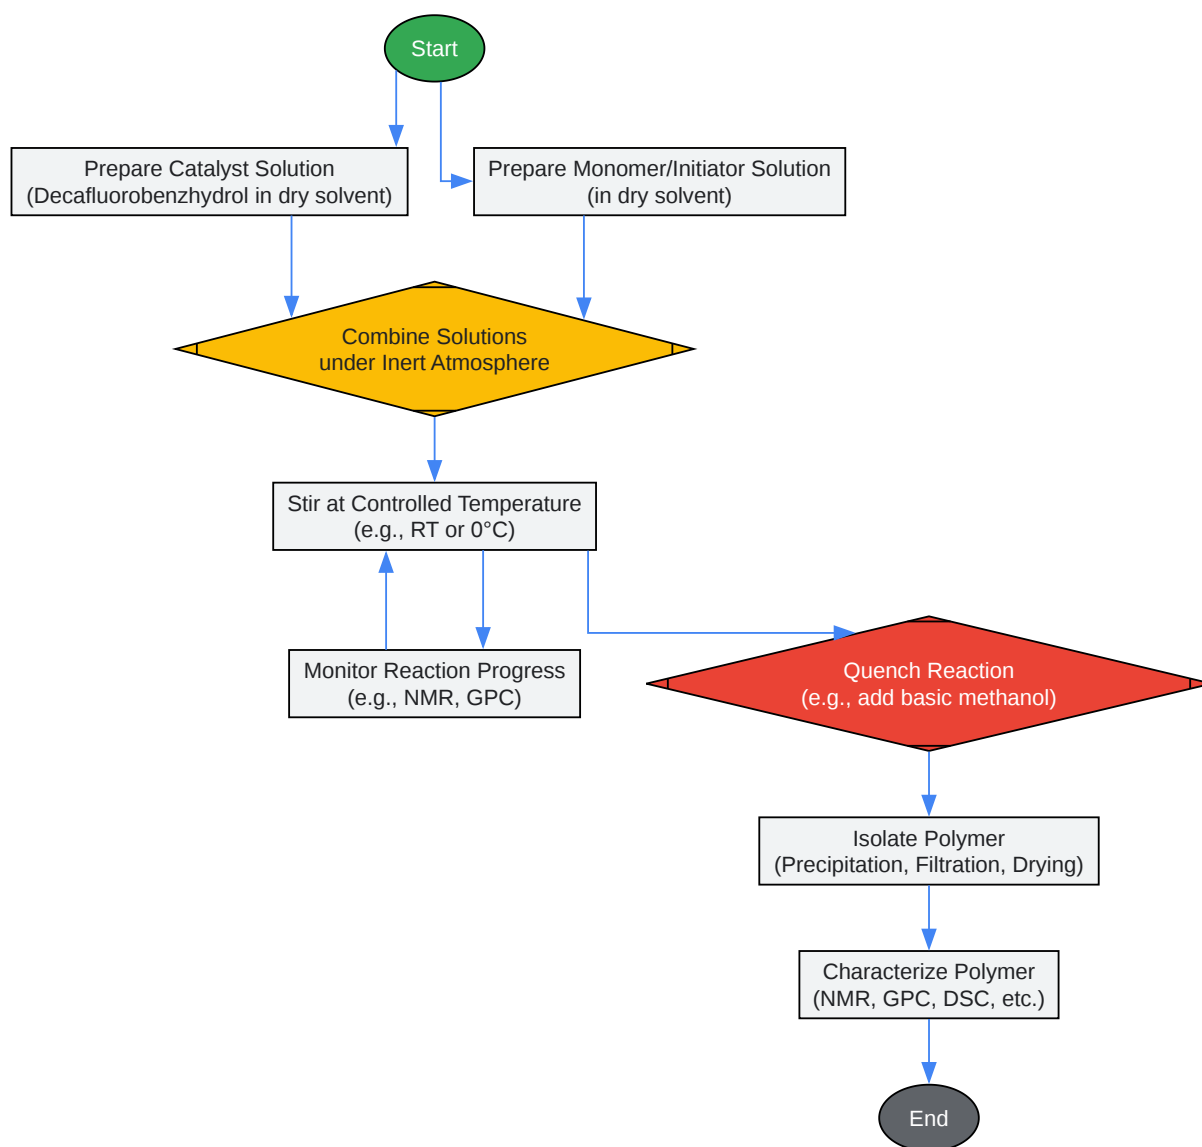 Start
Prepare Catalyst Solution
(Decafluorobenzhydrol in dry solvent)
Prepare Monomer/Initiator Solution
(in dry solvent)
Combine Solutions
under Inert Atmosphere
Stir at Controlled Temperature
(e.g., RT or 0°C)
Monitor Reaction Progress
(e.g., NMR, GPC)
Quench Reaction
(e.g., add basic methanol)
Isolate Polymer
(Precipitation, Filtration, Drying)
Characterize Polymer
(NMR, GPC, DSC, etc.)
End